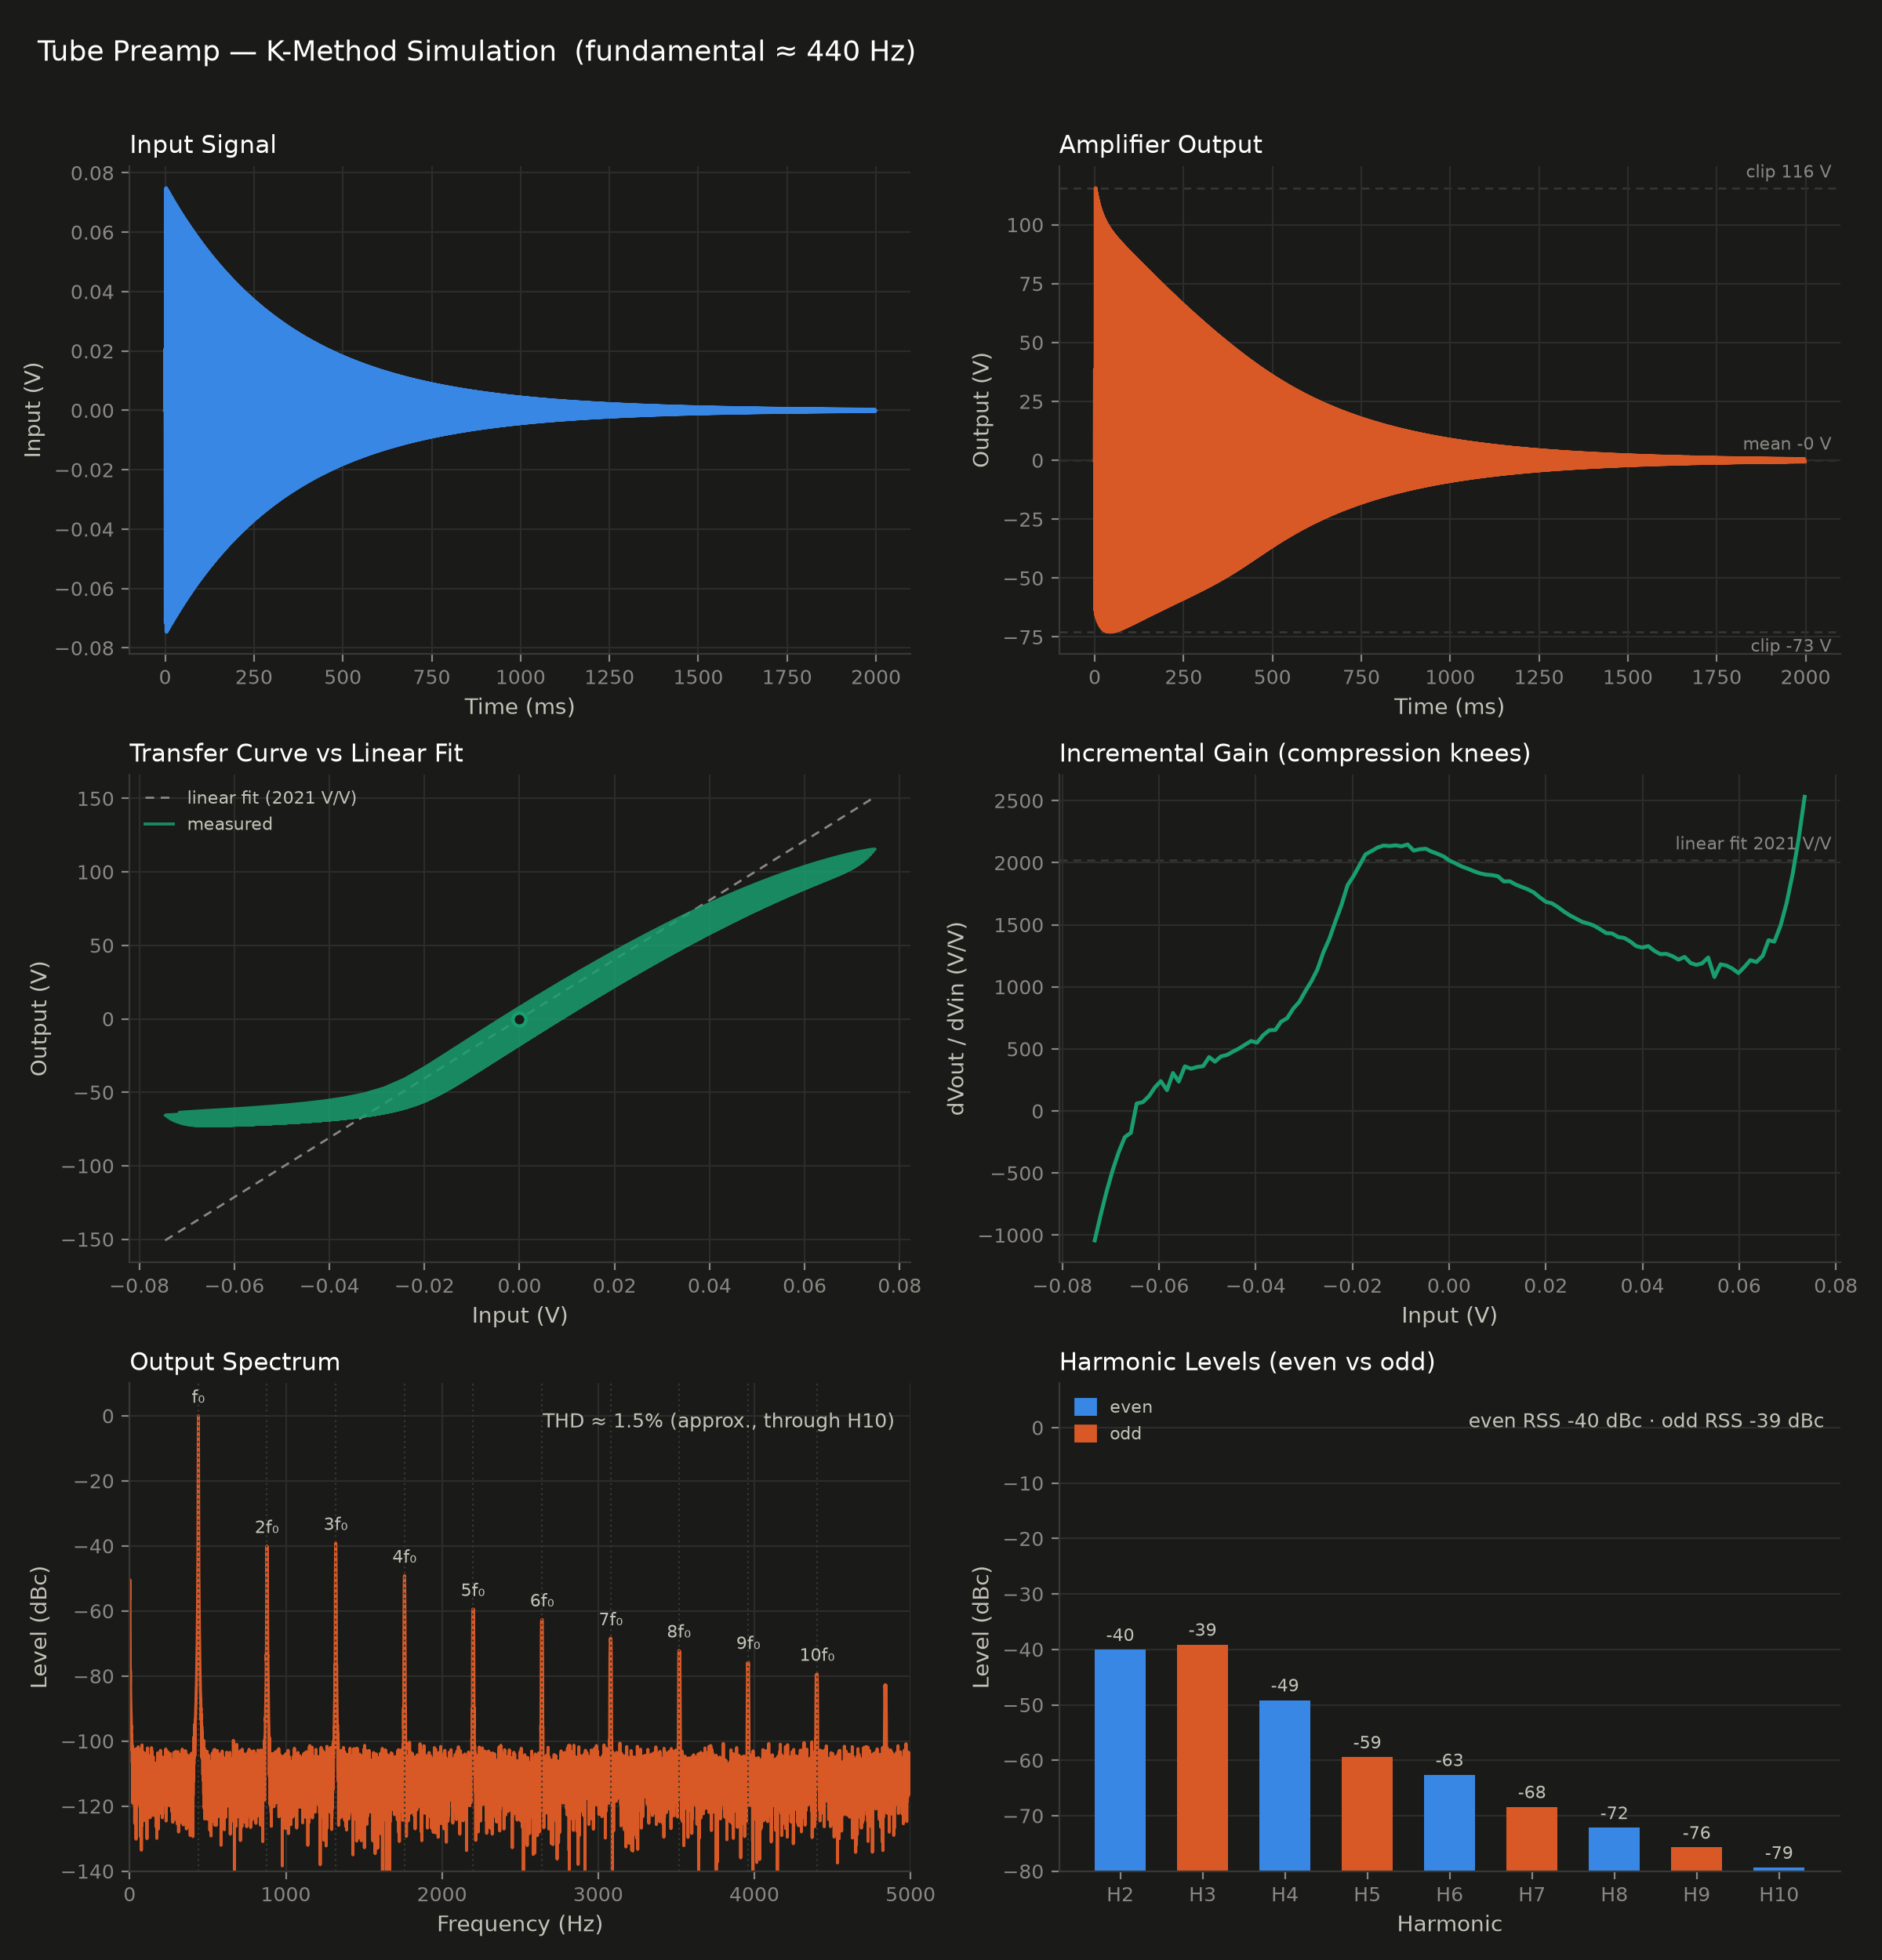 Tube Preamp — K-Method Simulation  (fundamental ≈ 440 Hz)
Input Signal
0.08
0.06
0.04
0.02
0.00
−0.02
−0.04
−0.06
−0.08
Input (V)
0 250 500 750 1000 1250 1500 1750 2000
Time (ms)
Amplifier Output
clip 116 V
mean -0 V
clip -73 V
100
75
50
25
0
−25
−50
−75
Output (V)
0 250 500 750 1000 1250 1500 1750 2000
Time (ms)
Transfer Curve vs Linear Fit
linear fit (2021 V/V)
measured
150
100
50
0
−50
−100
−150
Output (V)
−0.08 −0.06 −0.04 −0.02 0.00 0.02 0.04 0.06 0.08
Input (V)
Incremental Gain (compression knees)
linear fit 2021 V/V
2500
2000
1500
1000
500
0
−500
−1000
dVout / dVin (V/V)
−0.08 −0.06 −0.04 −0.02 0.00 0.02 0.04 0.06 0.08
Input (V)
Output Spectrum
THD ≈ 1.5% (approx., through H10)
f₀
2f₀
3f₀
4f₀
5f₀
6f₀
7f₀
8f₀
9f₀
10f₀
0
−20
−40
−60
−80
−100
−120
−140
Level (dBc)
0 1000 2000 3000 4000 5000
Frequency (Hz)
Harmonic Levels (even vs odd)
even
odd
even RSS -40 dBc · odd RSS -39 dBc
0
−10
−20
−30
−40
−50
−60
−70
−80
Level (dBc)
-40
-39
-49
-59
-63
-68
-72
-76
-79
H2 H3 H4 H5 H6 H7 H8 H9 H10
Harmonic